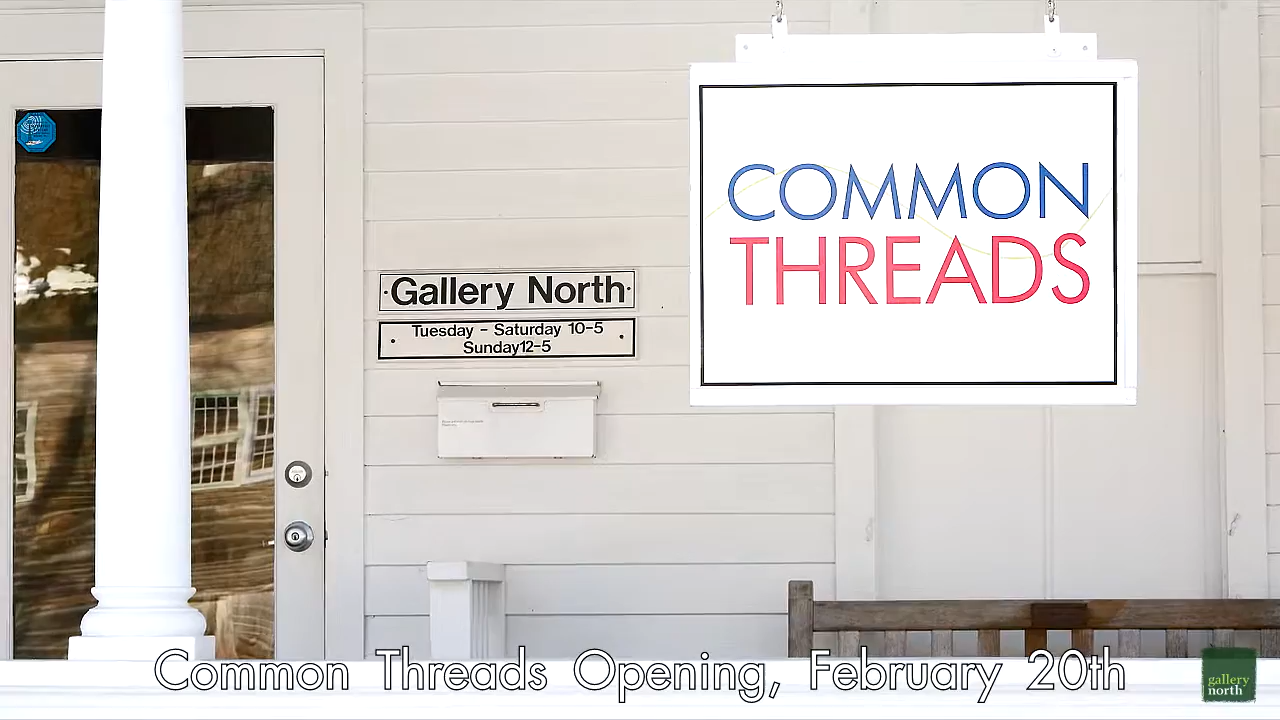 COMMON
THREADS
·Gallery North·
Tuesday - Saturday 10-5
Sunday12-5
Common Threads Opening, February 20th
gallery
north